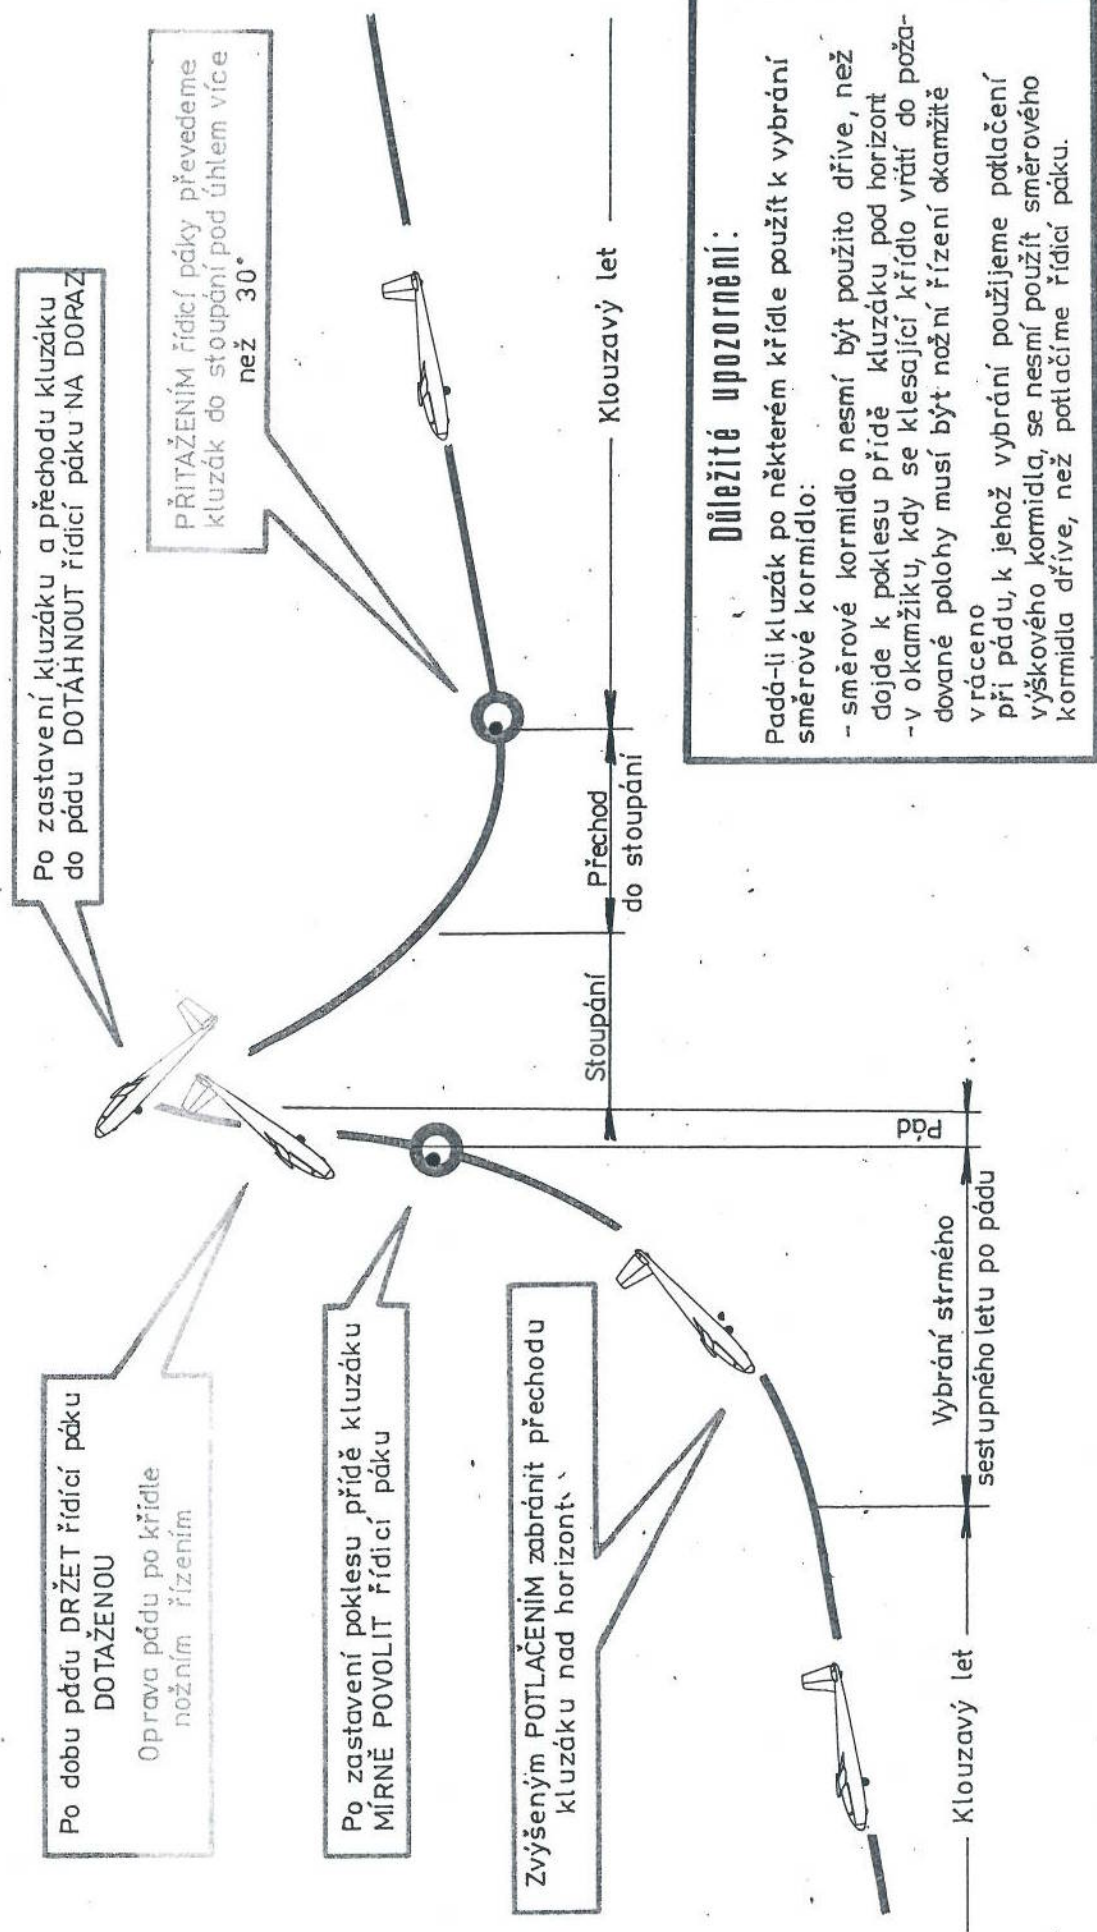 Po dobu pádu DRŽET řídící páku
DOTAŽENOU
Oprava pádu po křídle
nožním řízením
Po zastavení kluzáku a přechodu kluzáku
do pádu DOTÁHNOUT řídicí páku NA DORAZ
PŘITAŽENÍM řídicí páky převedeme
kluzák do stoupání pod úhlem více
než 30°
Po zastavení poklesu přídě kluzáku
MÍRNĚ POVOLIT řídicí páku
Zvýšeným POTLAČENÍM zabránit přechodu
kluzáku nad horizont
Stoupání
Přechod
do stoupání
Klouzavý let
Klouzavý let
Vybrání strmého
sestupného letu po pádu
Pád
Důležité upozornění:
Padá-li kluzák po některém křídle použít k vybrání
směrové kormídlo:
- směrové kormidlo nesmí být použito dříve, než
dojde k poklesu přídě kluzáku pod horizont
- v okamžiku, kdy se klesající křídlo vrátí do poža-
dované polohy musí být nožní řízení okamžitě
vráceno
při pádu, k jehož vybrání použijeme potlačení
výškového kormidla, se nesmí použít směrového
kormidla dříve, než potlačíme řídicí páku.